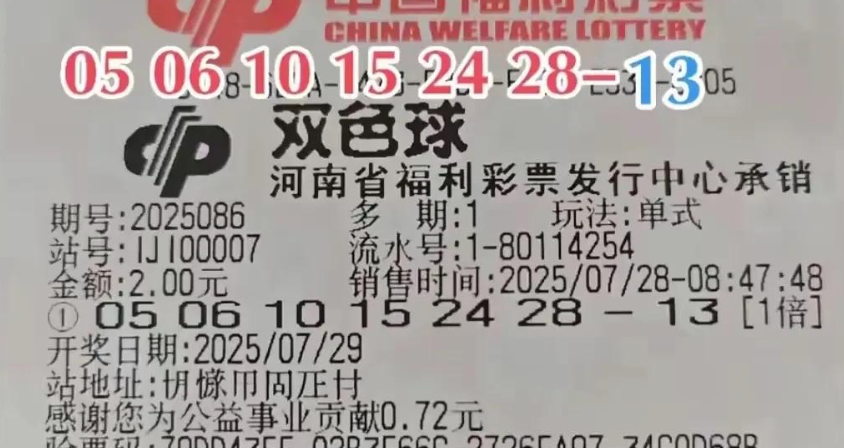 中国福利彩票
CHINA WELFARE LOTTERY
05 06 10 15 24 28-13
双色球
河南省福利彩票发行中心承销
期号:2025086 多 期:1 玩法:单式
站号:IJI00007 流水号:1-80114254
金额:2.00元 销售时间:2025/07/28-08:47:48
① 05 06 10 15 24 28 - 13 [1倍]
开奖日期:2025/07/29
站地址:
感谢您为公益事业贡献0.72元
验票码: